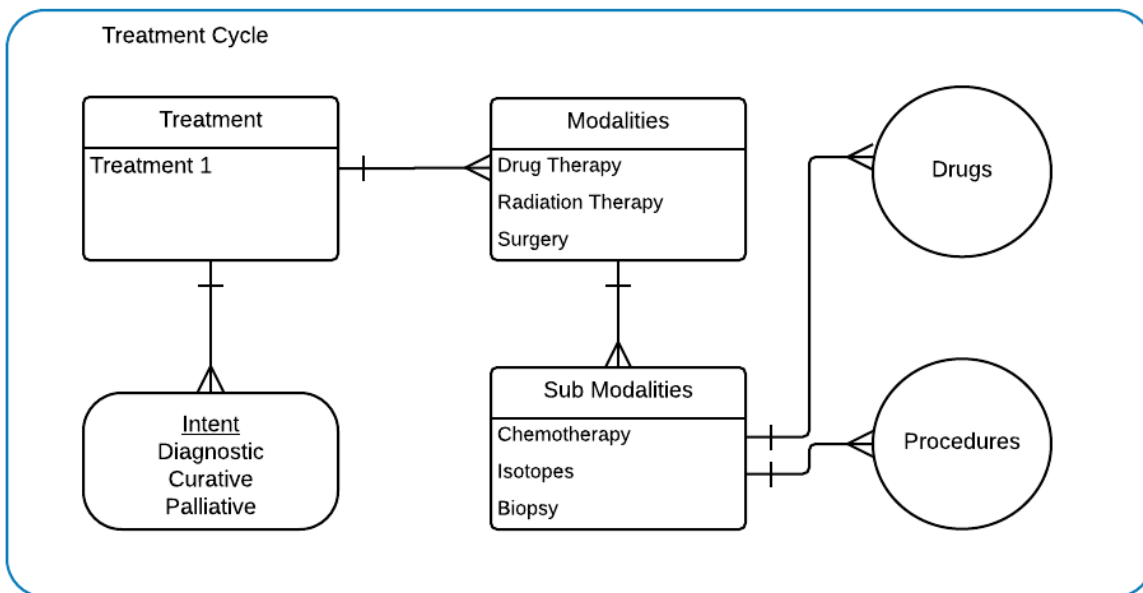 Treatment Cycle
Treatment
Treatment 1
Modalities
Drug Therapy
Radiation Therapy
Surgery
Drugs
Intent
Diagnostic
Curative
Palliative
Sub Modalities
Chemotherapy
Isotopes
Biopsy
Procedures